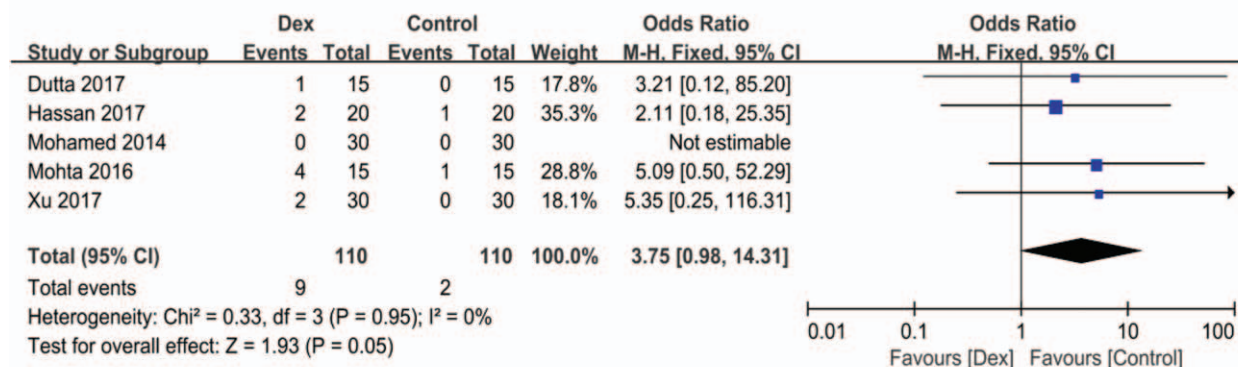 Dex Control Odds Ratio Odds Ratio
Study or Subgroup Events Total Events Total Weight M-H. Fixed. 95% CI M-H. Fixed. 95% CI
Dutta 2017 1 15 0 15 17.8% 3.21 [0.12, 85.20]
Hassan 2017 2 20 1 20 35.3% 2.11 [0.18, 25.35]
Mohamed 2014 0 30 0 30 Not estimable
Mohta 2016 4 15 1 15 28.8% 5.09 [0.50, 52.29]
Xu 2017 2 30 0 30 18.1% 5.35 [0.25, 116.31]
Total (95% CI) 110 110 100.0% 3.75 [0.98, 14.31]
Total events 9 2
Heterogeneity: Chi² = 0.33, df = 3 (P = 0.95); I² = 0%
Test for overall effect: Z = 1.93 (P = 0.05)
0.01 0.1 1 10 100
Favours [Dex] Favours [Control]